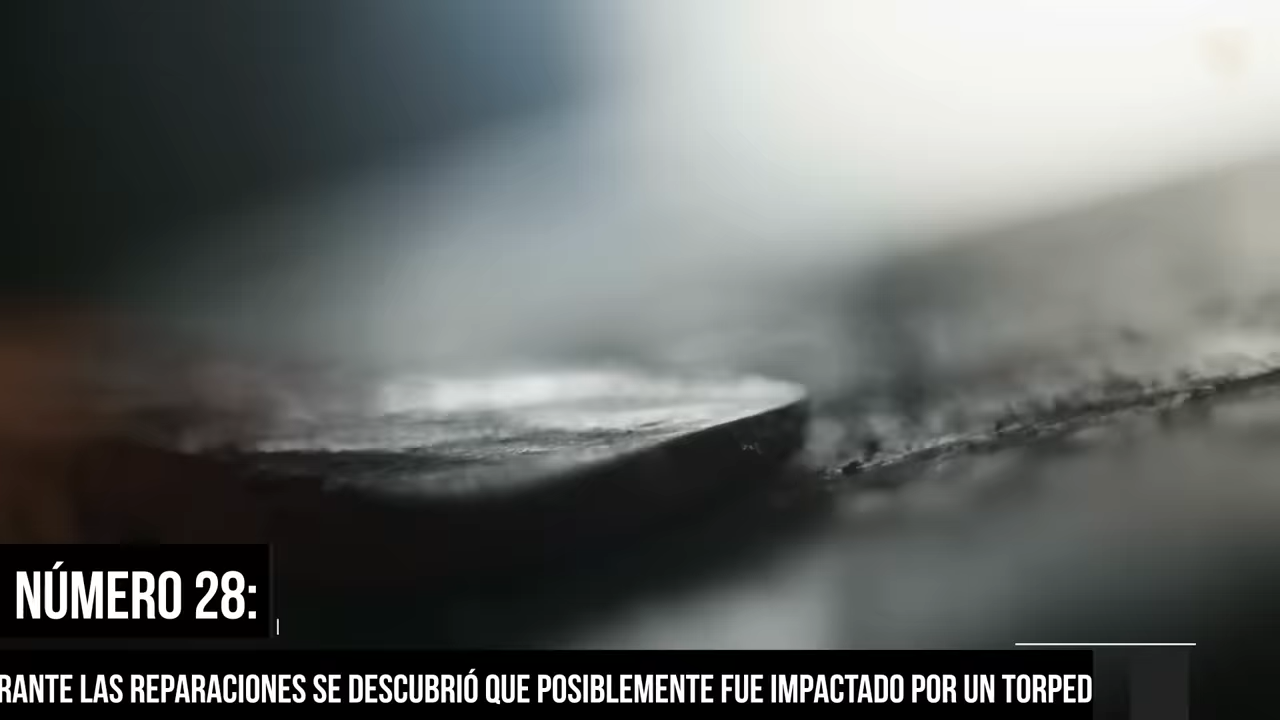 NÚMERO 28:
RANTE LAS REPARACIONES SE DESCUBRIÓ QUE POSIBLEMENTE FUE IMPACTADO POR UN TORPED